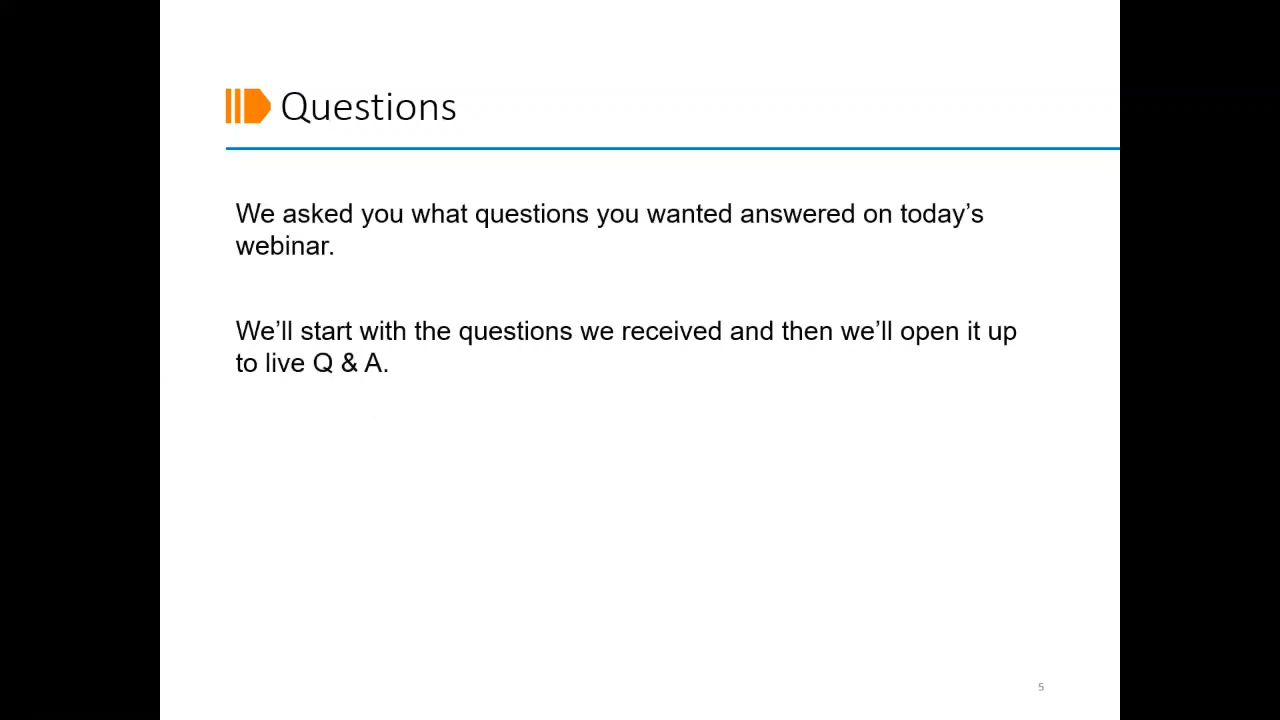 Questions
We asked you what questions you wanted answered on today’s
webinar.
We’ll start with the questions we received and then we’ll open it up
to live Q & A.
5